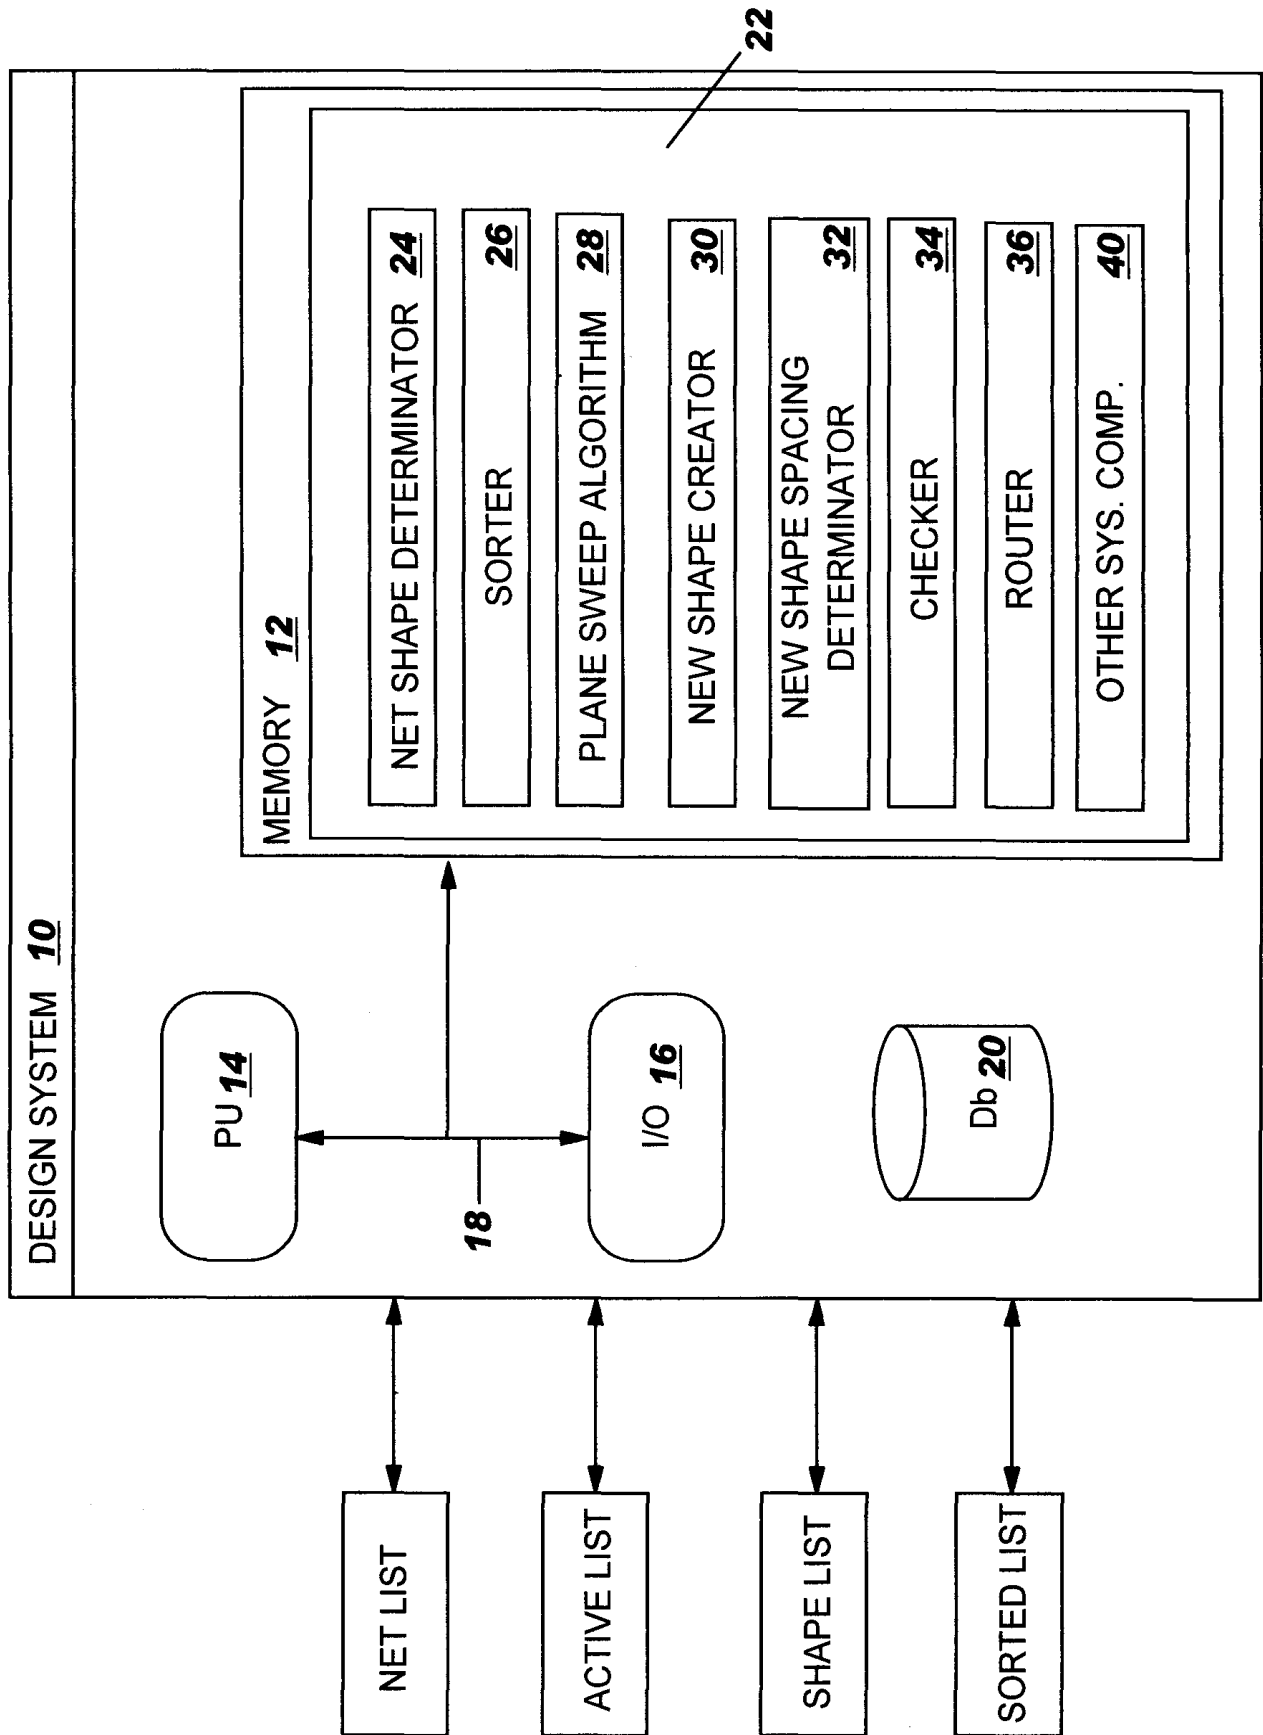 DESIGN SYSTEM 10
MEMORY 12
NET SHAPE DETERMINATOR 24
SORTER 26
PLANE SWEEP ALGORITHM 28
NEW SHAPE CREATOR 30
NEW SHAPE SPACING
DETERMINATOR 32
CHECKER 34
ROUTER 36
OTHER SYS. COMP. 40
22
PU 14
18
I/O 16
Db 20
NET LIST
ACTIVE LIST
SHAPE LIST
SORTED LIST